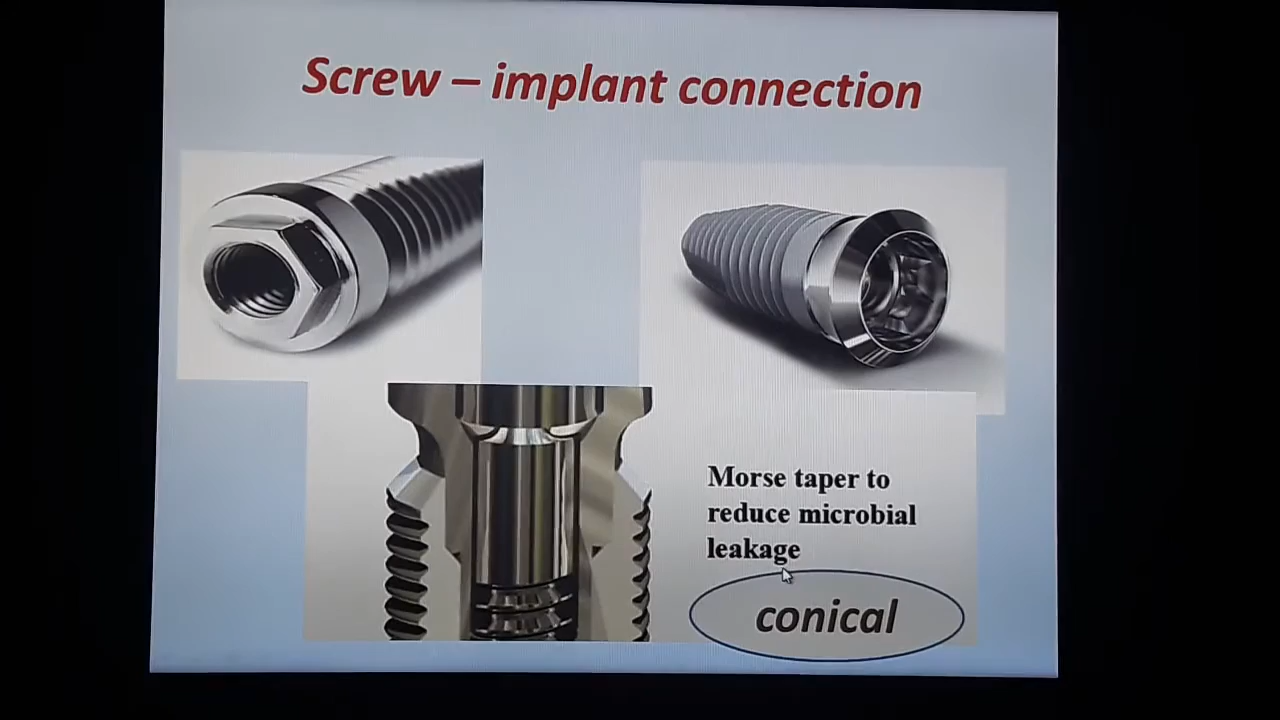 Screw – implant connection
Morse taper to
reduce microbial
leakage
conical